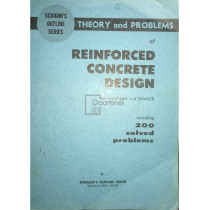 SCHAUM'S
OUTLINE
SERIES
THEORY and PROBLEMS
of
REINFORCED
CONCRETE
DESIGN
including
200
solved
problems
SCHAUM'S OUTLINE SERIES